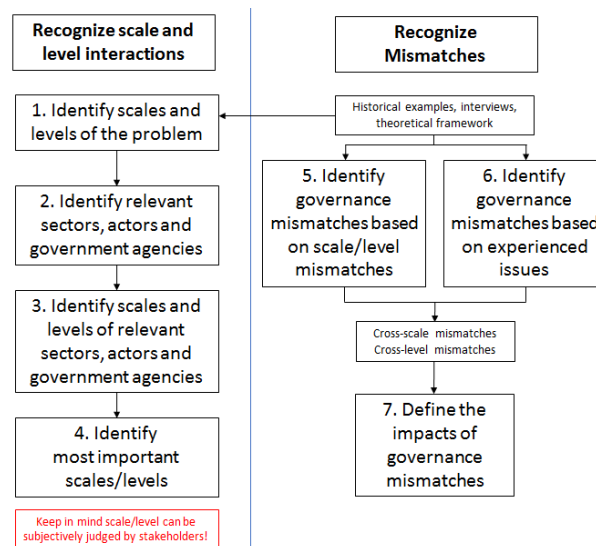 Recognize scale and
level interactions
1. Identify scales and
levels of the problem
2. Identify relevant
sectors, actors and
government agencies
3. Identify scales and
levels of relevant
sectors, actors and
government agencies
4. Identify
most important
scales/levels
Keep in mind scale/level can be
subjectively judged by stakeholders!
Recognize
Mismatches
Historical examples, interviews,
theoretical framework
5. Identify
governance
mismatches based
on scale/level
mismatches
6. Identify
governance
mismatches based
on experienced
issues
Cross-scale mismatches
Cross-level mismatches
7. Define the
impacts of
governance
mismatches